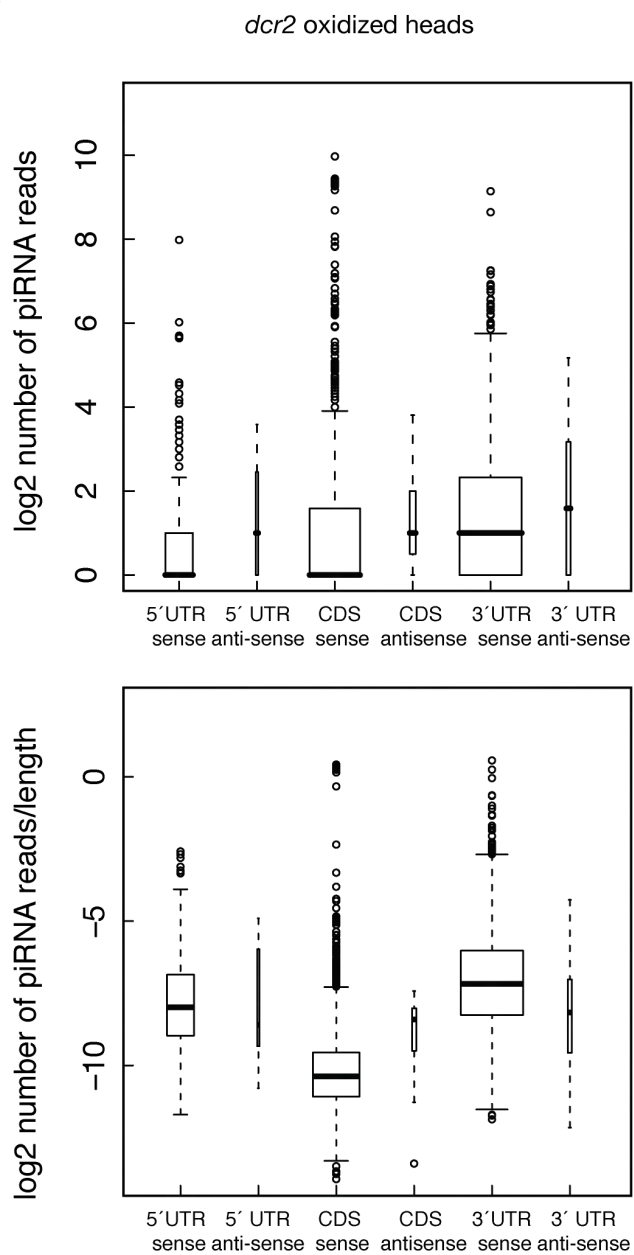 dcr2 oxidized heads
log2 number of piRNA reads
10
8
6
4
2
0
5´UTR 5´ UTR CDS CDS 3´UTR 3´ UTR
sense anti-sense sense antisense sense anti-sense
log2 number of piRNA reads/length
0
−5
−10
5´UTR 5´ UTR CDS CDS 3´UTR 3´ UTR
sense anti-sense sense antisense sense anti-sense